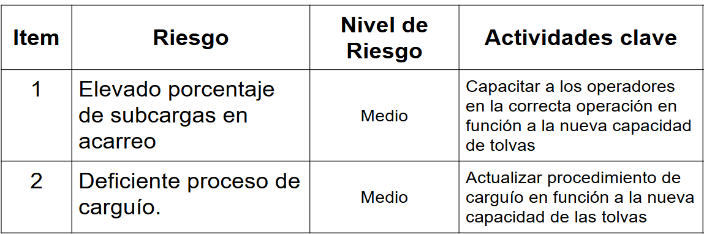 Item Riesgo Nivel de Riesgo Actividades clave
1 Elevado porcentaje
de subcargas en
acarreo
Medio
Capacitar a los operadores
en la correcta operación en
función a la nueva capacidad
de tolvas
2 Deficiente proceso de
carguío.
Medio
Actualizar procedimiento de
carguío en función a la nueva
capacidad de las tolvas